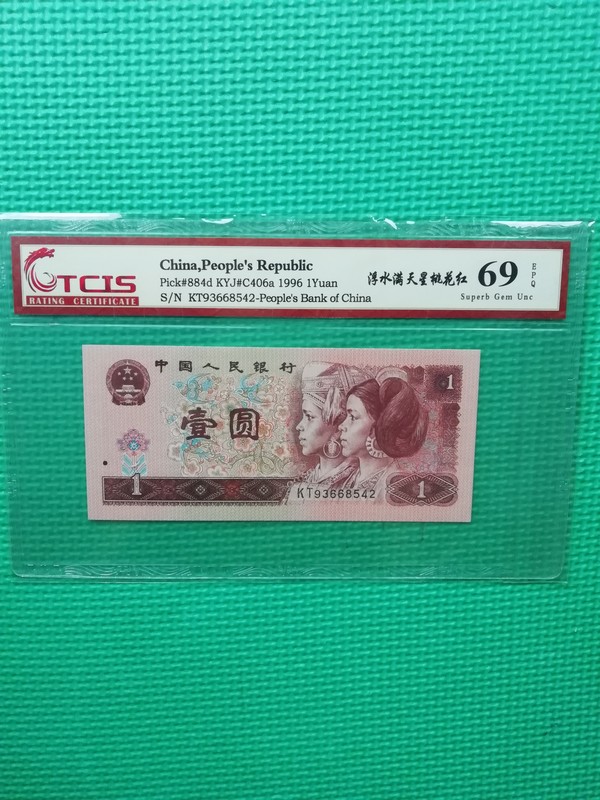 TCIS
RATING CERTIFICATE
China,People's Republic
Pick#884d KYJ#C406a 1996 1Yuan
S/N KT93668542-People's Bank of China
浮水满天星桃花红
69
EPQ
Superb Gem Unc
中国人民银行
壹圆
1
1
KT93668542
1